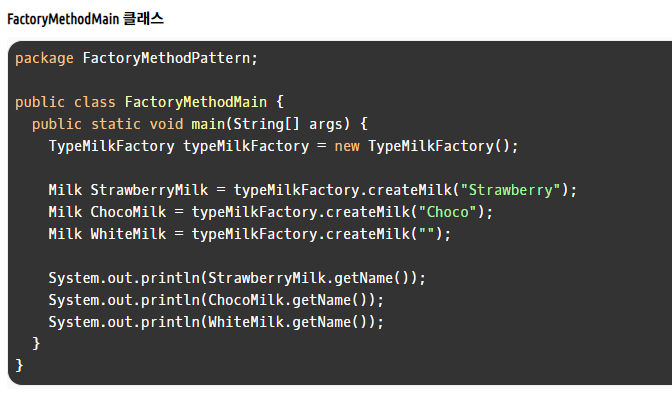 FactoryMethodMain 클래스
package FactoryMethodPattern;
public class FactoryMethodMain {
public static void main(String[] args) {
TypeMilkFactory typeMilkFactory = new TypeMilkFactory();
Milk StrawberryMilk = typeMilkFactory.createMilk("Strawberry");
Milk ChocoMilk = typeMilkFactory.createMilk("Choco");
Milk WhiteMilk = typeMilkFactory.createMilk("");
System.out.println(StrawberryMilk.getName());
System.out.println(ChocoMilk.getName());
System.out.println(WhiteMilk.getName());
}
}